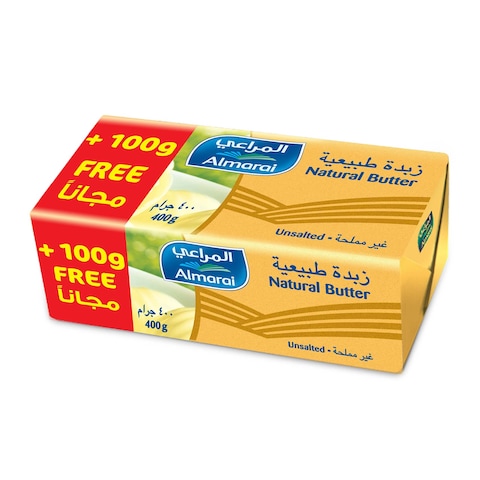 + 100g
FREE
مجاناً
المراعي
Almarai
٤٠٠ جرام
400g
زبدة طبيعية
Natural Butter
Unsalted • غير مملحة
+ 100g
FREE
مجاناً
المراعي
Almarai
٤٠٠ جرام
400g
زبدة طبيعية
Natural Butter
Unsalted • غير مملحة